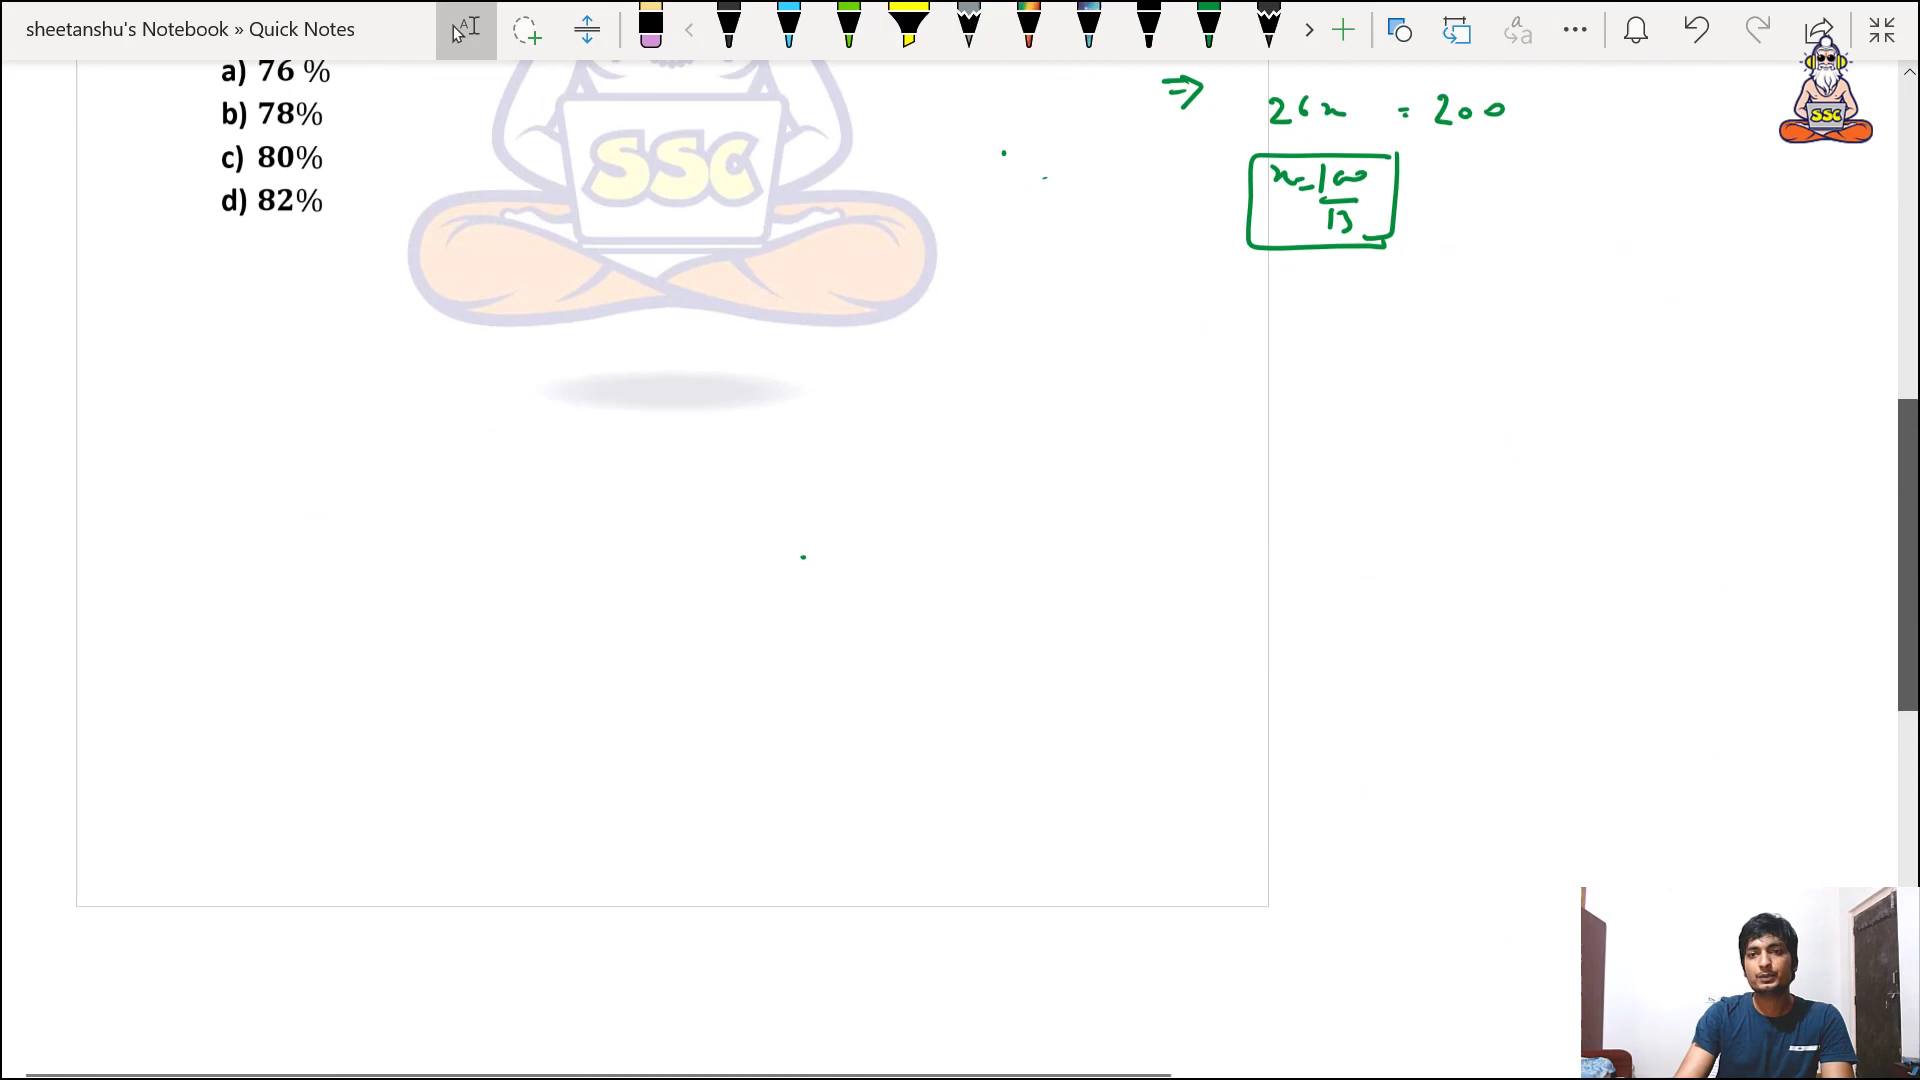 sheetanshu's Notebook » Quick Notes
a) 76 %
b) 78%
c) 80%
d) 82%
SSC
⇒ 26x = 200
x = 100
13
SSC